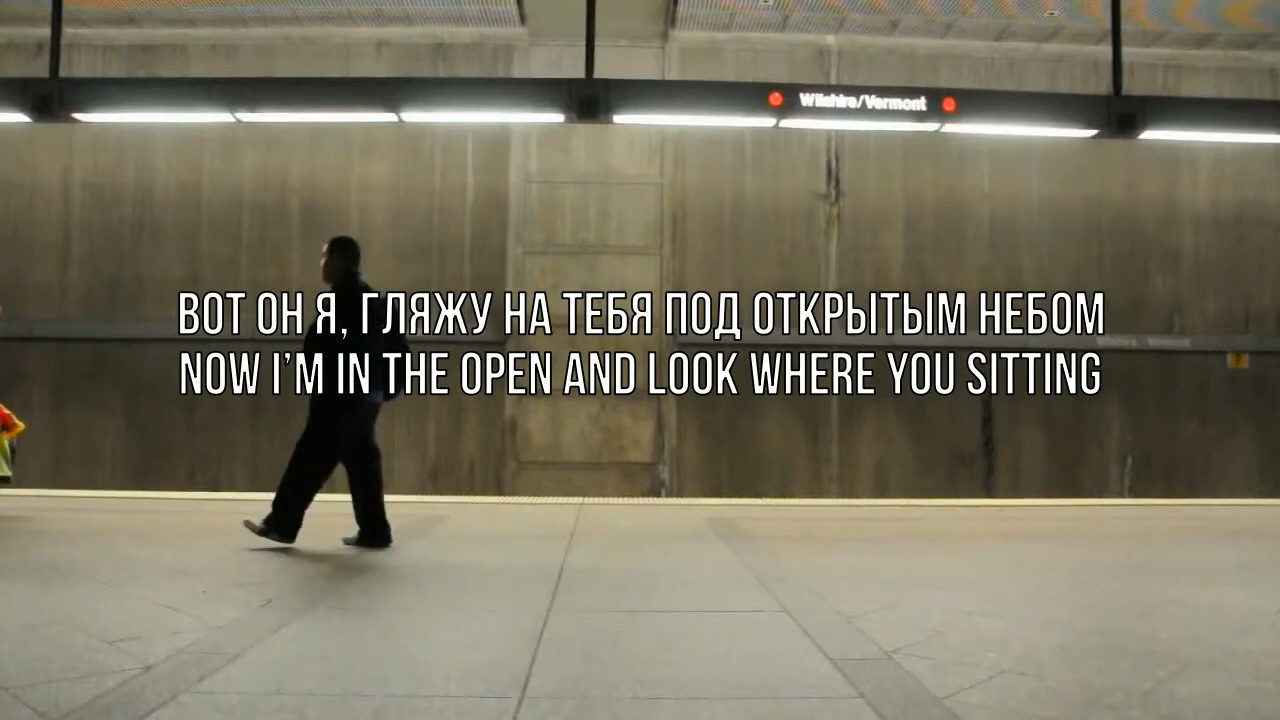 Wilshire/Vermont
ВОТ ОН Я, ГЛЯЖУ НА ТЕБЯ ПОД ОТКРЫТЫМ НЕБОМ
NOW I’M IN THE OPEN AND LOOK WHERE YOU SITTING